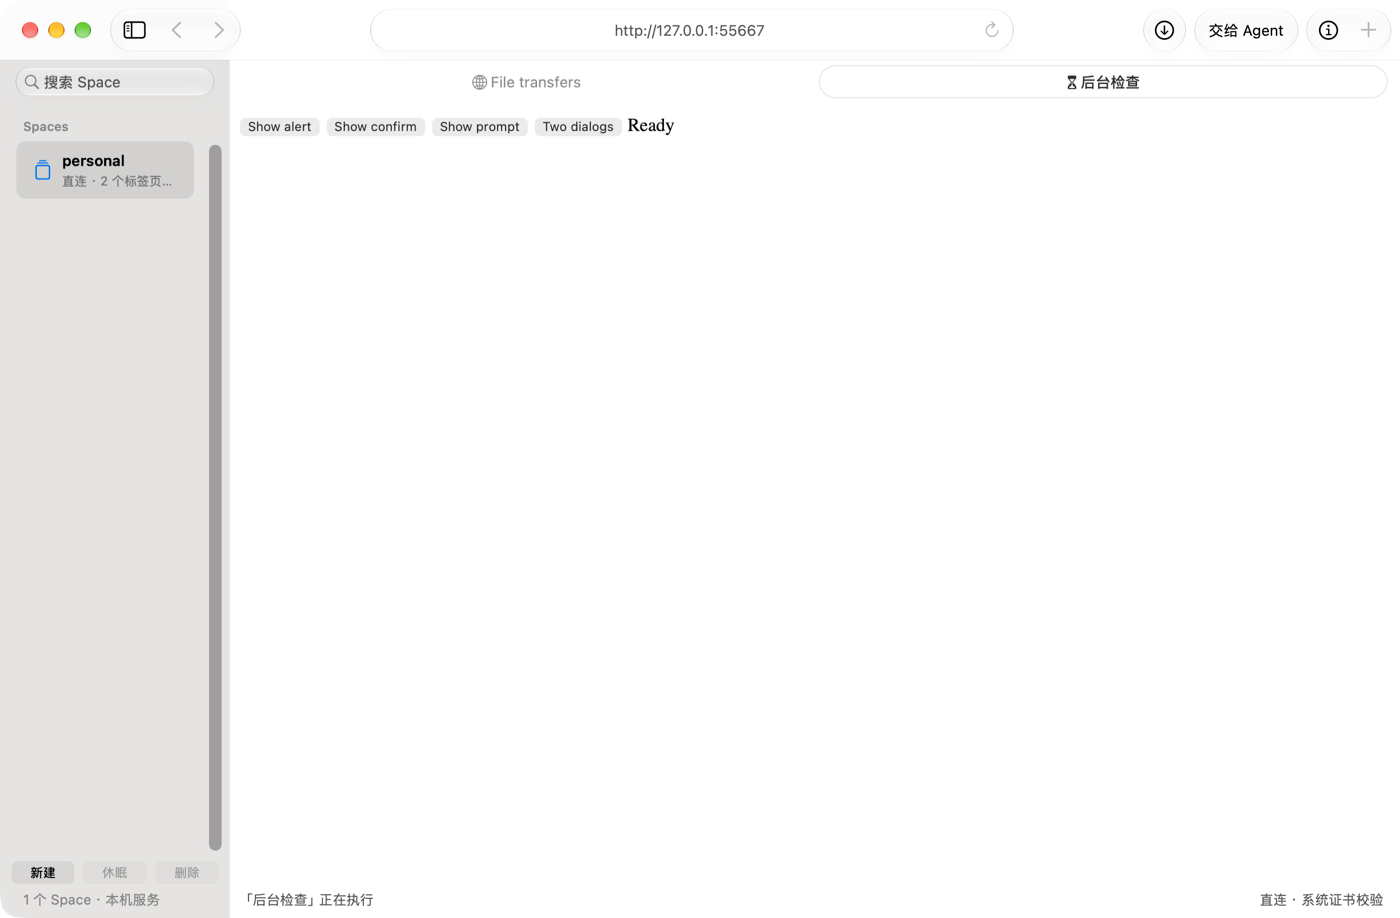 http://127.0.0.1:55667
交给 Agent
搜索 Space
File transfers
后台检查
Spaces
personal
直连 · 2 个标签页...
Show alert
Show confirm
Show prompt
Two dialogs
Ready
新建
休眠
删除
1 个 Space · 本机服务
「后台检查」正在执行
直连 · 系统证书校验